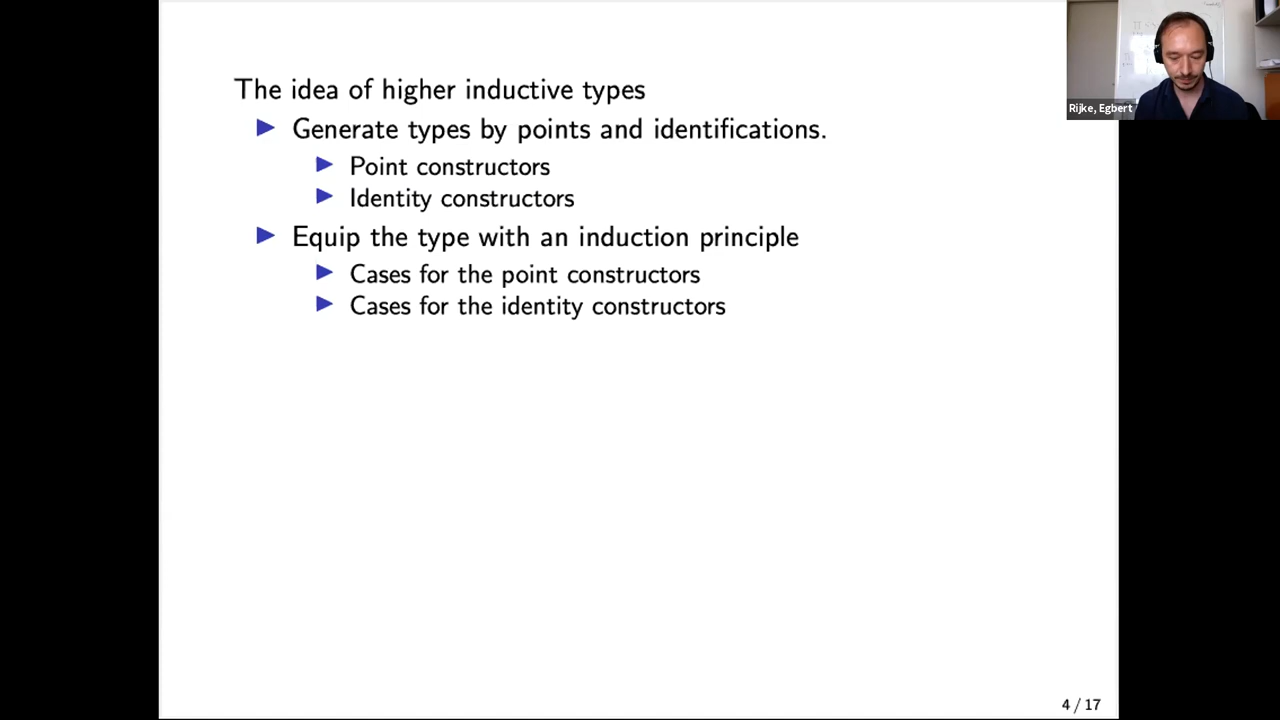 The idea of higher inductive types
Generate types by points and identifications.
Point constructors
Identity constructors
Equip the type with an induction principle
Cases for the point constructors
Cases for the identity constructors
Rijke, Egbert
4 / 17